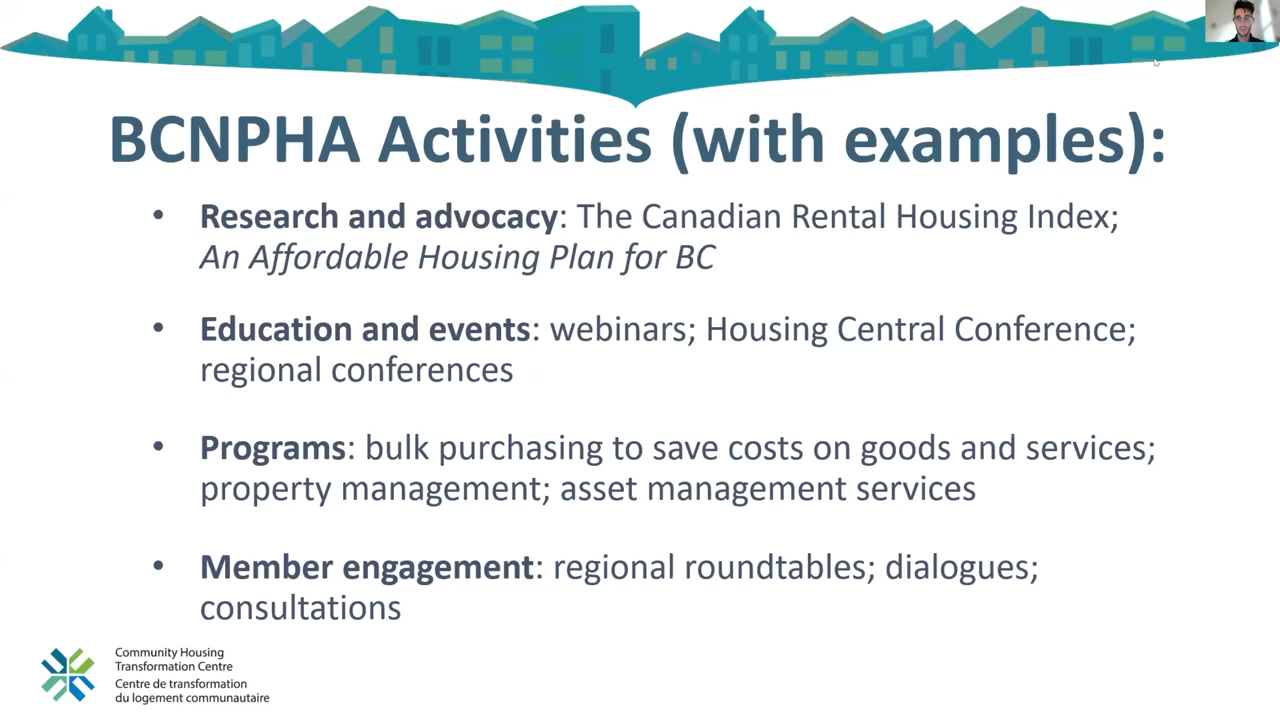 BCNPHA Activities (with examples):
• Research and advocacy: The Canadian Rental Housing Index;
An Affordable Housing Plan for BC
• Education and events: webinars; Housing Central Conference;
regional conferences
• Programs: bulk purchasing to save costs on goods and services;
property management; asset management services
• Member engagement: regional roundtables; dialogues;
consultations
Community Housing
Transformation Centre
Centre de transformation
du logement communautaire